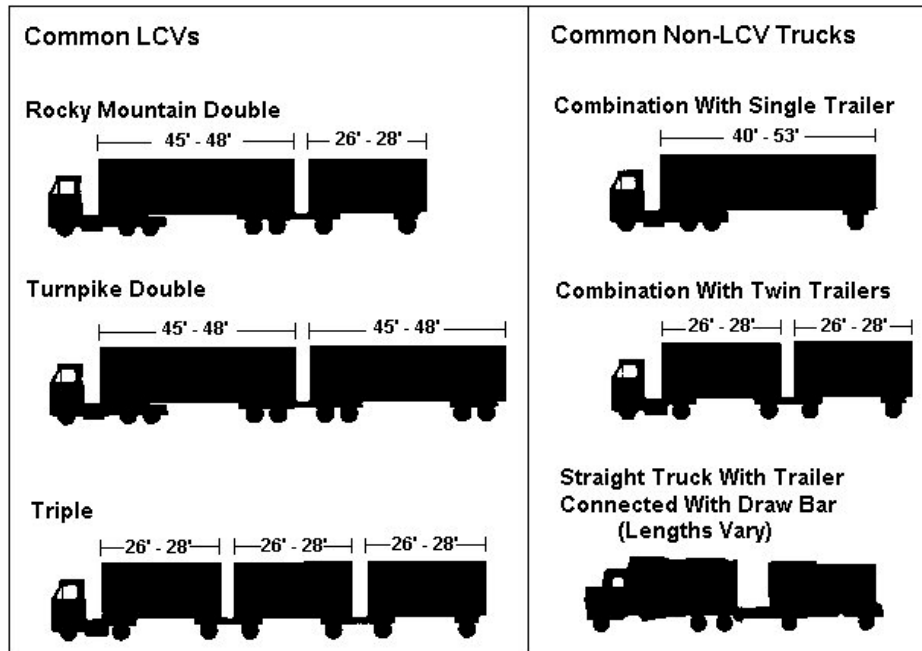 Common LCVs
Rocky Mountain Double
45' - 48' 26' - 28'
Turnpike Double
45' - 48' 45' - 48'
Triple
26' - 28' 26' - 28' 26' - 28'
Common Non-LCV Trucks
Combination With Single Trailer
40' - 53'
Combination With Twin Trailers
26' - 28' 26' - 28'
Straight Truck With Trailer
Connected With Draw Bar
(Lengths Vary)